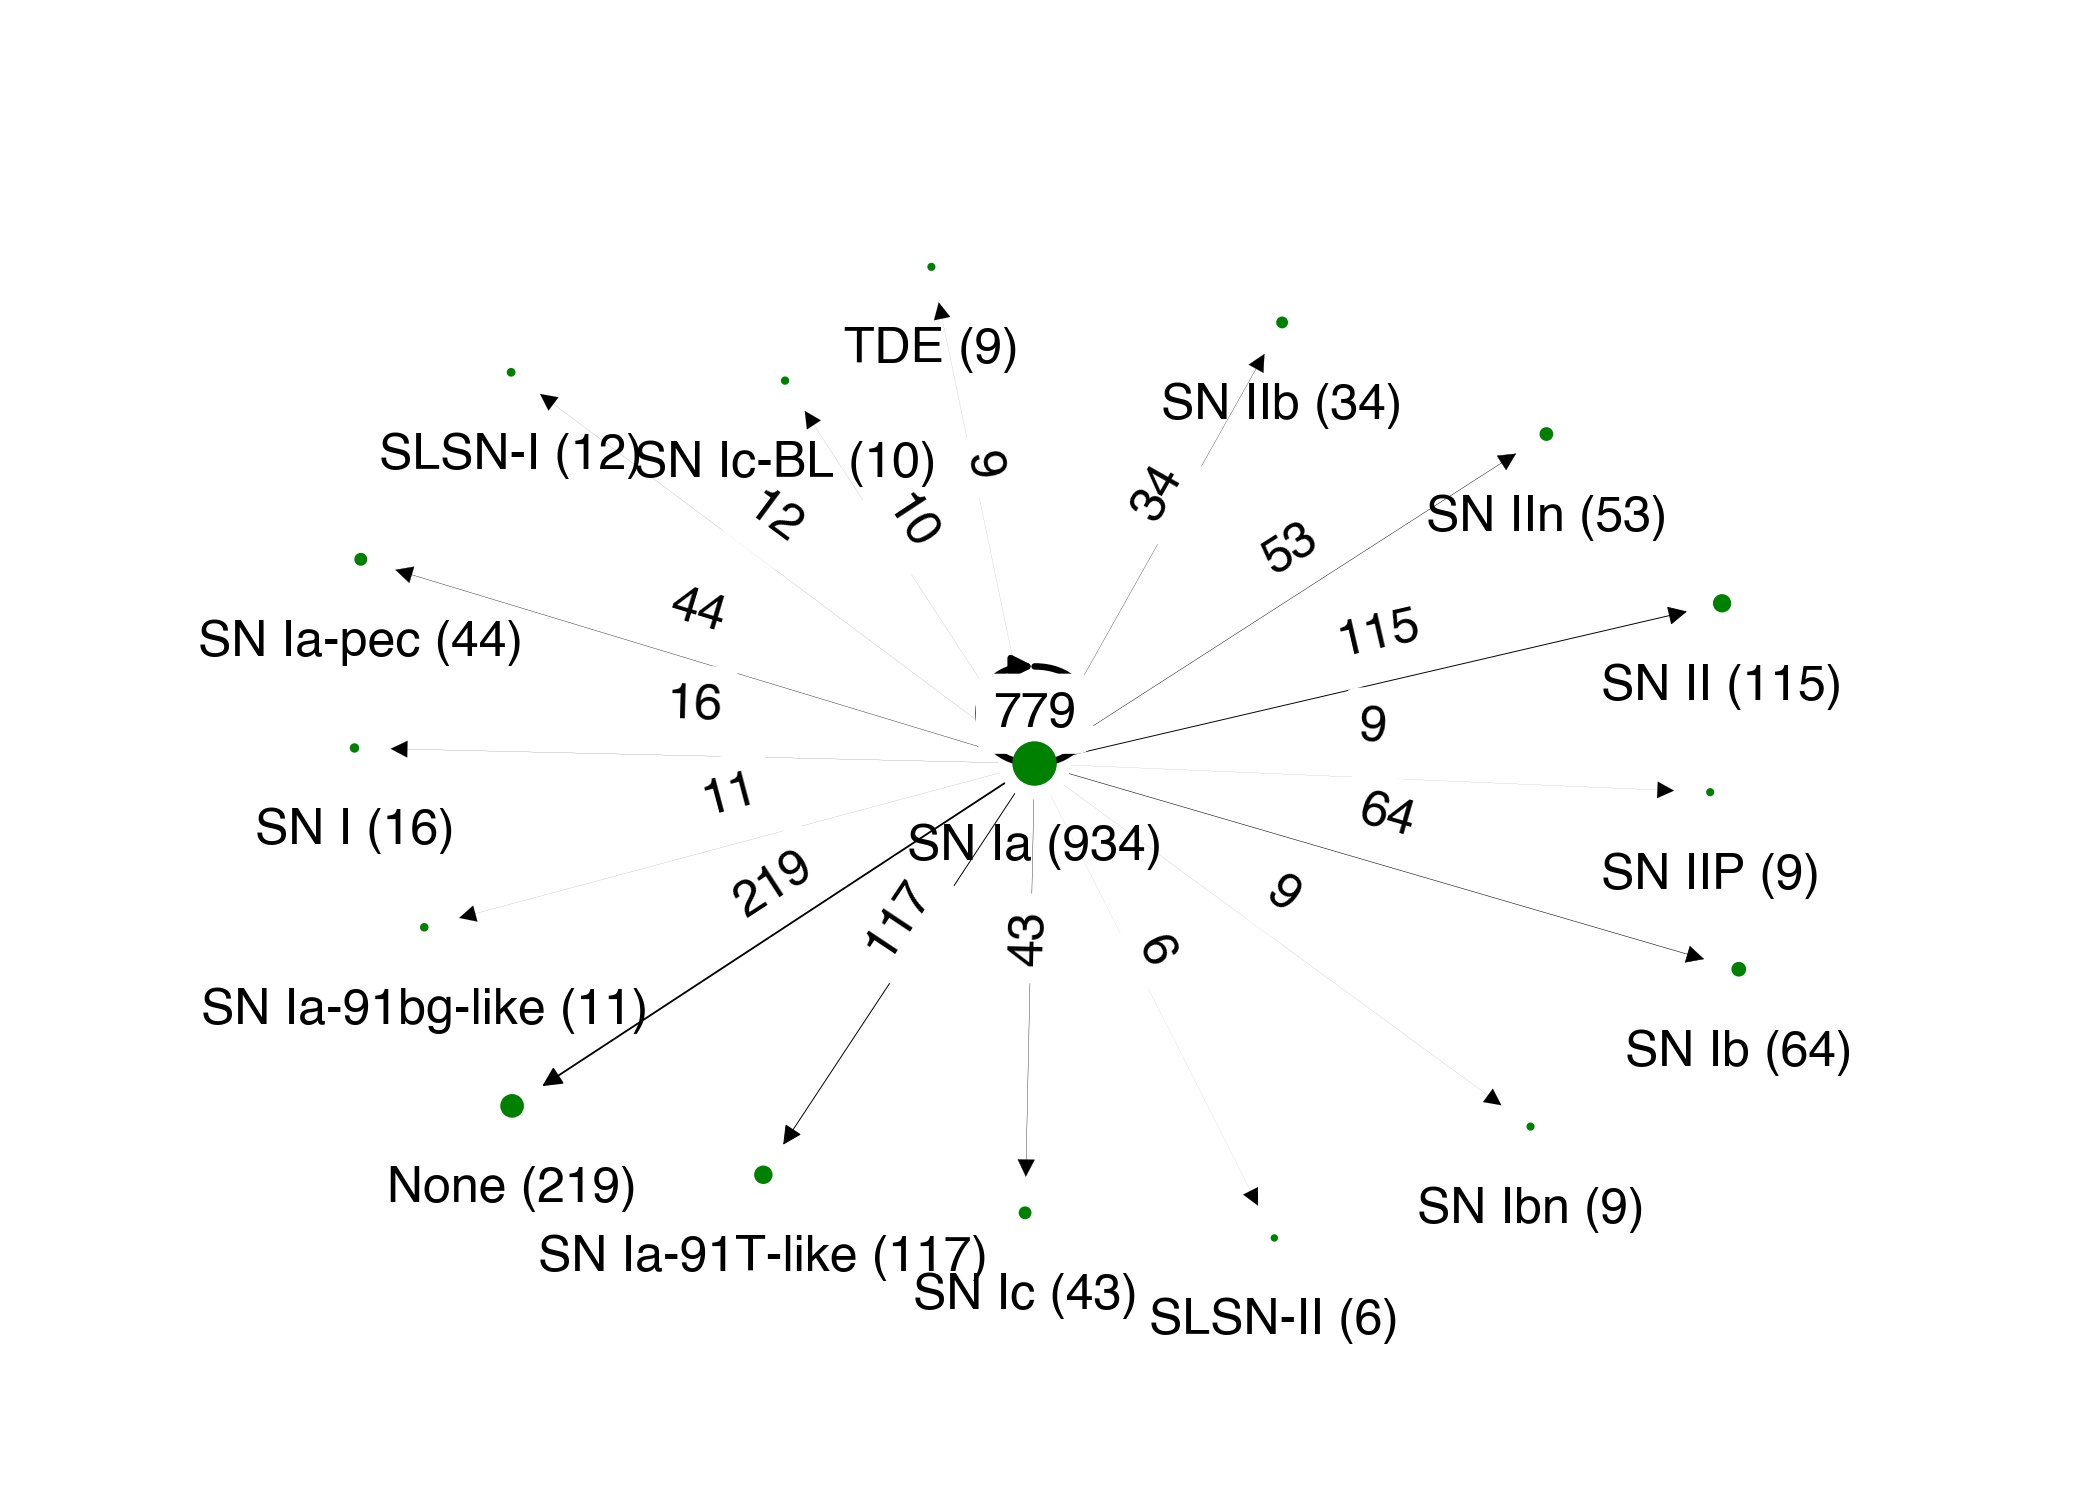 TDE (9)
SN IIb (34)
SLSN-I (12)
SN Ic-BL (10)
9
34
SN IIn (53)
12
10
53
44
115
SN Ia-pec (44)
SN II (115)
16
779
9
11
64
SN I (16)
SN Ia (934)
SN IIP (9)
219
117
43
6
9
SN Ia-91bg-like (11)
SN Ib (64)
None (219)
SN Ibn (9)
SN Ia-91T-like (117)
SN Ic (43)
SLSN-II (6)